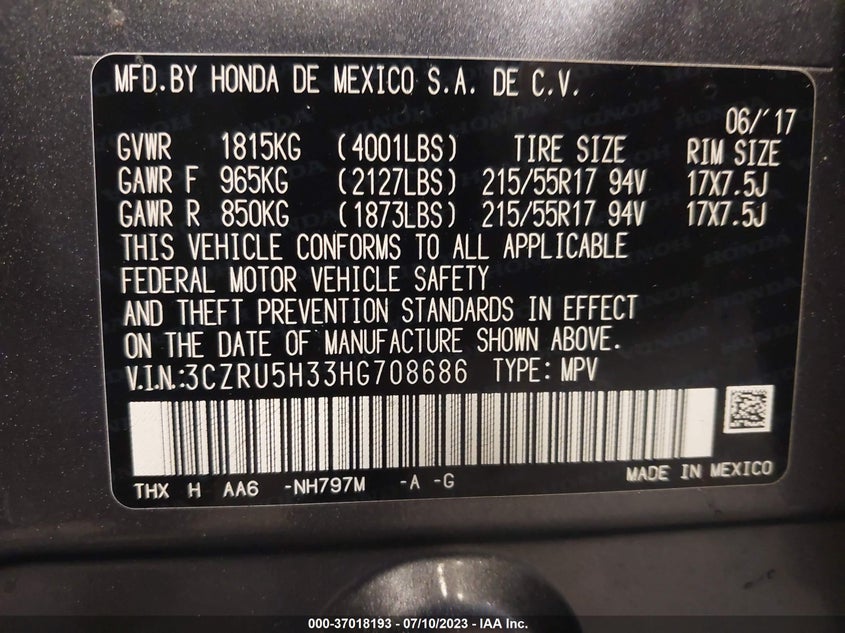 MFD.BY HONDA DE MEXICO S.A. DE C.V.
06/'17
GVWR 1815KG (4001LBS) TIRE SIZE RIM SIZE
GAWR F 965KG (2127LBS) 215/55R17 94V 17X7.5J
GAWR R 850KG (1873LBS) 215/55R17 94V 17X7.5J
THIS VEHICLE CONFORMS TO ALL APPLICABLE
FEDERAL MOTOR VEHICLE SAFETY
AND THEFT PREVENTION STANDARDS IN EFFECT
ON THE DATE OF MANUFACTURE SHOWN ABOVE.
V.I.N.:3CZRU5H33HG708686 TYPE: MPV
THX H AA6 -NH797M -A -G MADE IN MEXICO
000-37018193 - 07/10/2023 - IAA Inc.